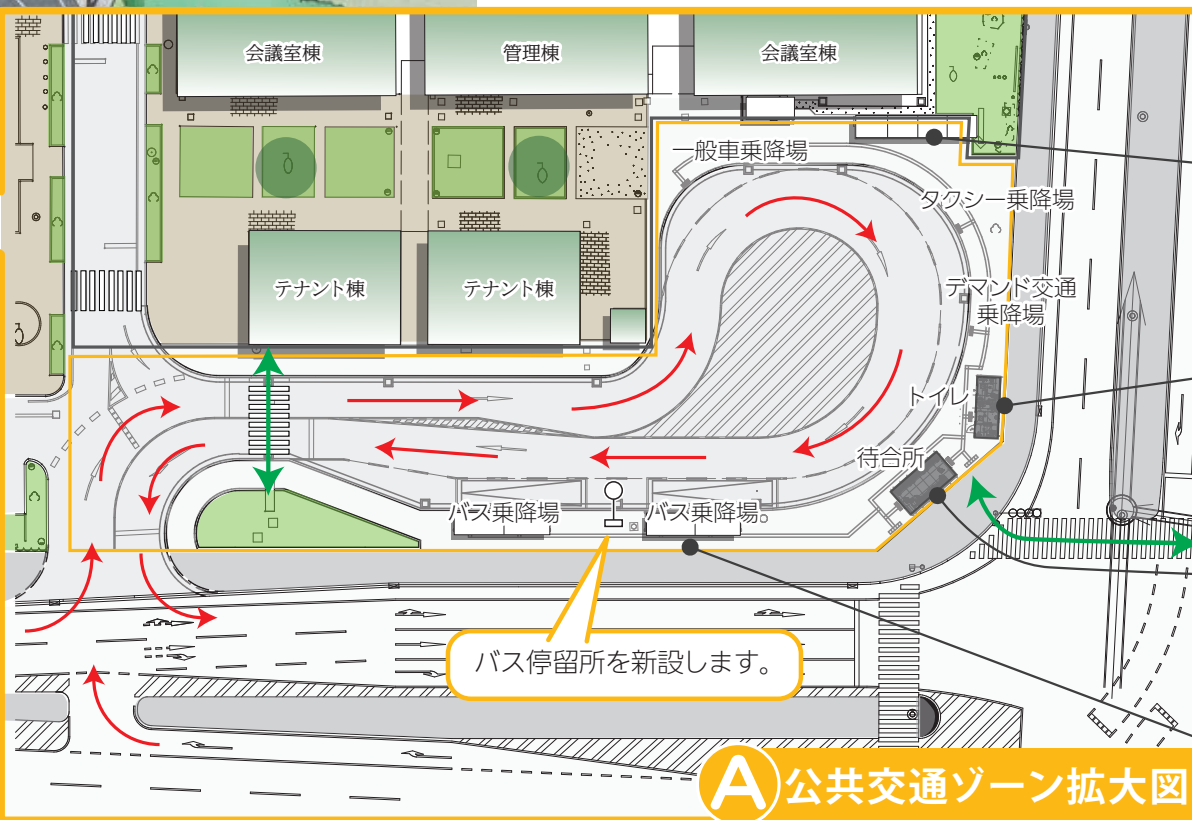 会議室棟
管理棟
会議室棟
一般車乗降場
タクシー乗降場
テナント棟
テナント棟
デマンド交通
乗降場
トイレ
待合所
バス乗降場
バス乗降場
バス停留所を新設します。
A 公共交通ゾーン拡大図